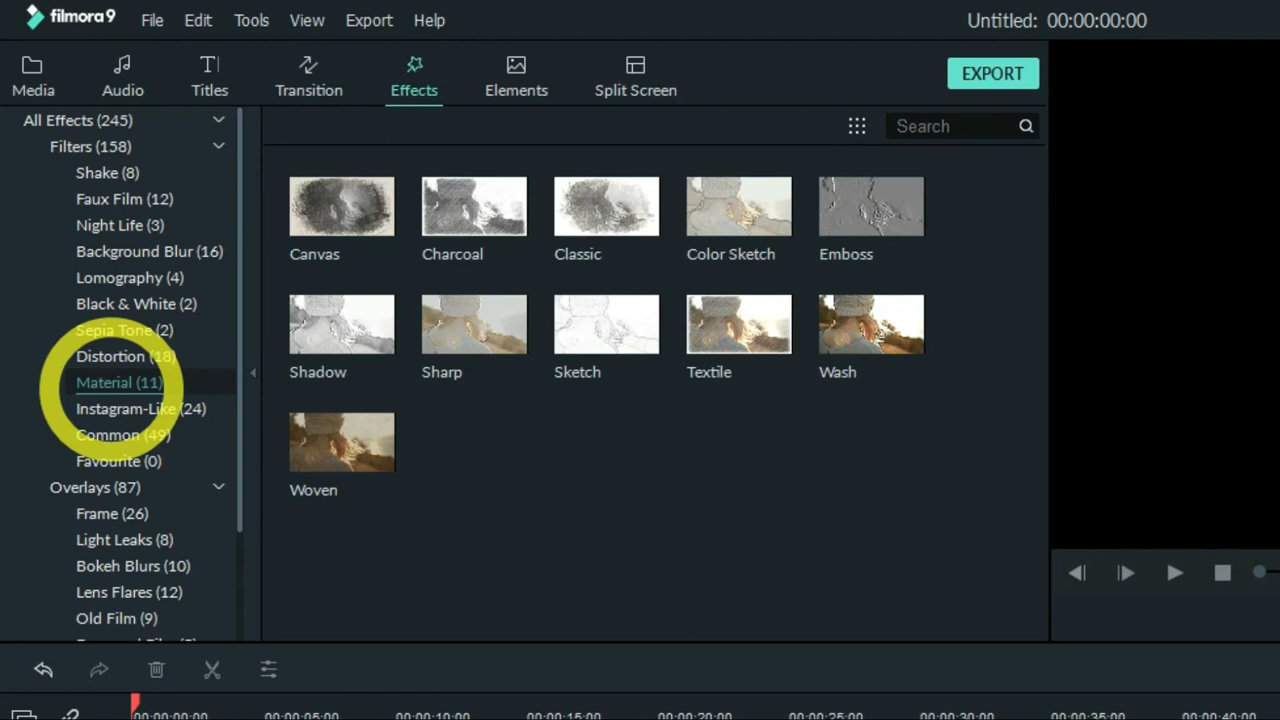 filmora9 File Edit Tools View Export Help Untitled: 00:00:00:00
Media Audio Titles Transition Effects Elements Split Screen EXPORT
All Effects (245)
Search
Filters (158)
Shake (8)
Faux Film (12)
Night Life (3)
Background Blur (16)
Lomography (4)
Black & White (2)
Sepia Tone (2)
Distortion (18)
Material (11)
Instagram-Like (24)
Common (49)
Favourite (0)
Overlays (87)
Frame (26)
Light Leaks (8)
Bokeh Blurs (10)
Lens Flares (12)
Old Film (9)
Canvas Charcoal Classic Color Sketch Emboss
Shadow Sharp Sketch Textile Wash
Woven
00:00:00:00 00:00:05:00 00:00:10:00 00:00:15:00 00:00:20:00 00:00:25:00 00:00:30:00 00:00:35:00 00:00:40:00